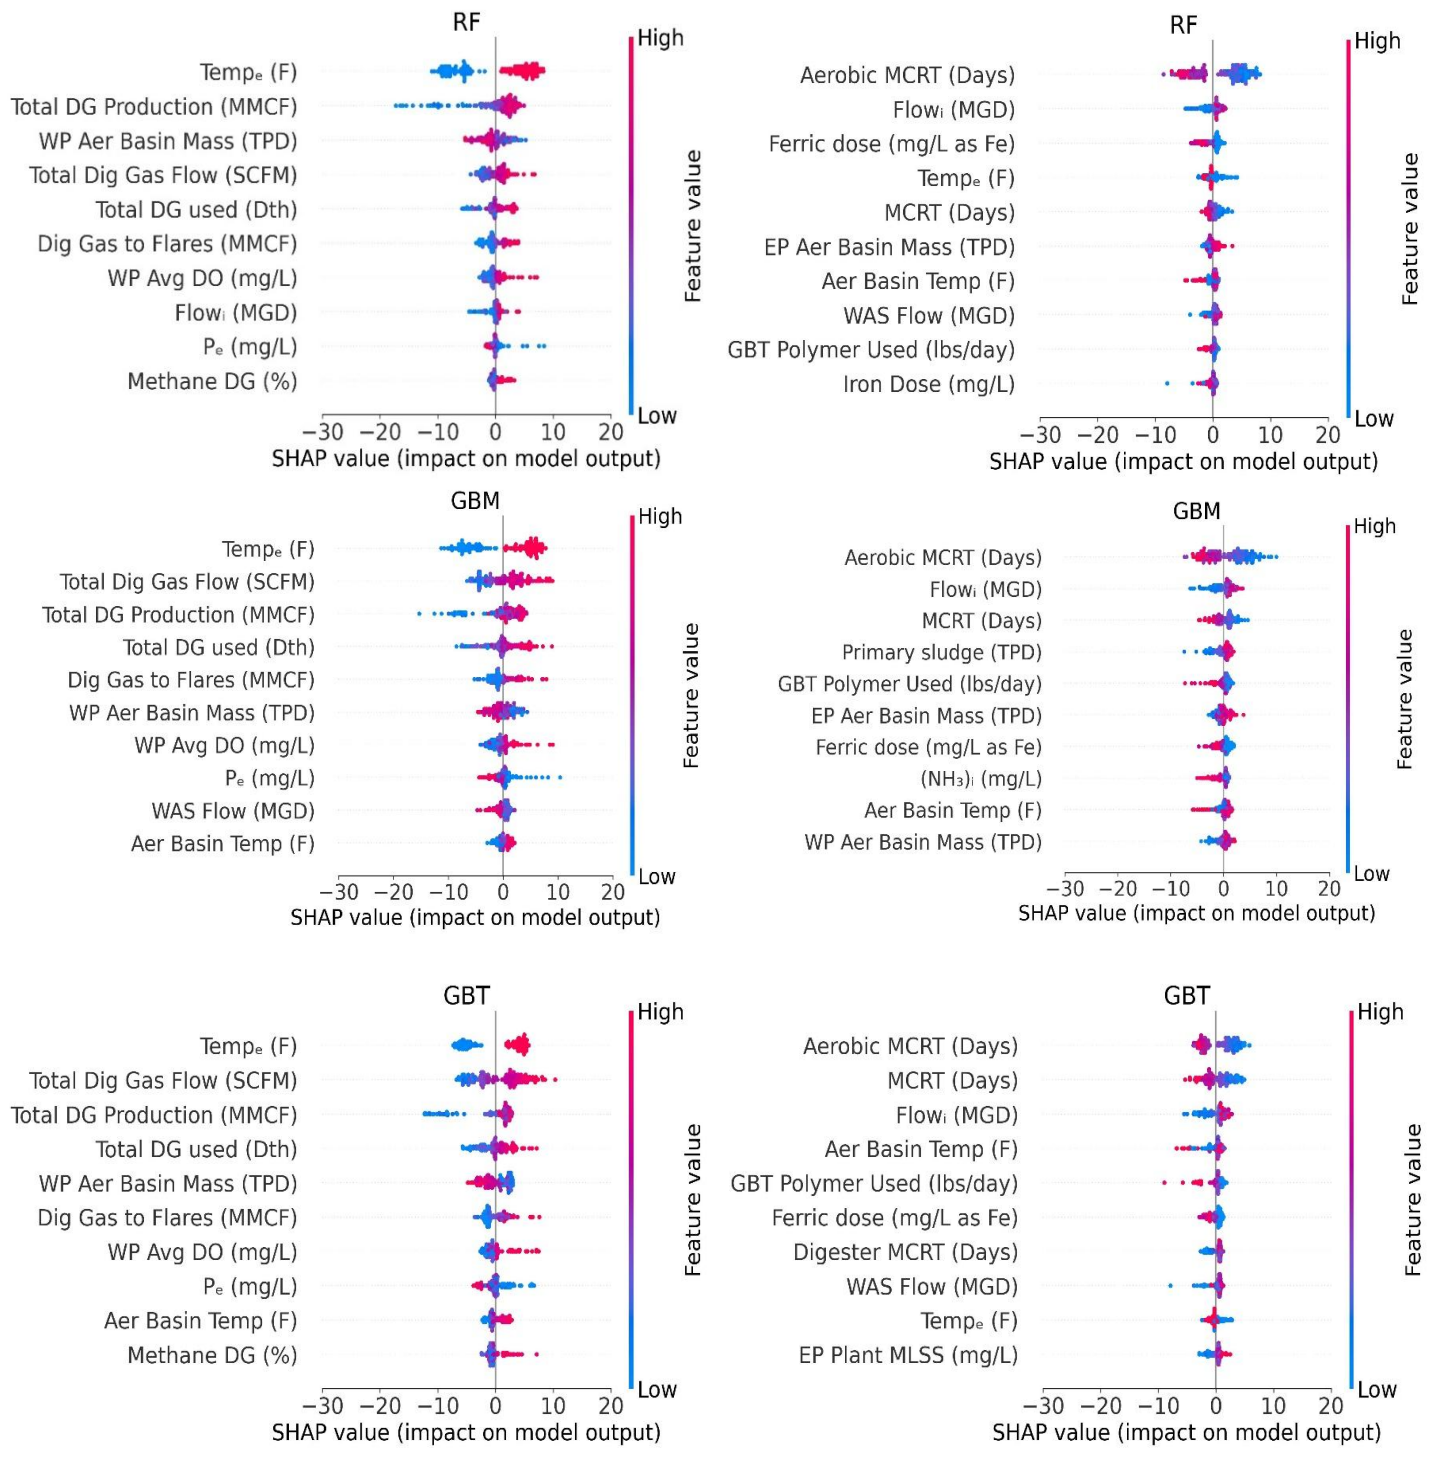 RF
High
Tempₑ (F)
Total DG Production (MMCF)
WP Aer Basin Mass (TPD)
Total Dig Gas Flow (SCFM)
Total DG used (Dth)
Dig Gas to Flares (MMCF)
WP Avg DO (mg/L)
Flowᵢ (MGD)
Pₑ (mg/L)
Methane DG (%)
Feature value
Low
−30 −20 −10 0 10 20
SHAP value (impact on model output)
RF
High
Aerobic MCRT (Days)
Flowᵢ (MGD)
Ferric dose (mg/L as Fe)
Tempₑ (F)
MCRT (Days)
EP Aer Basin Mass (TPD)
Aer Basin Temp (F)
WAS Flow (MGD)
GBT Polymer Used (lbs/day)
Iron Dose (mg/L)
Feature value
Low
−30 −20 −10 0 10 20
SHAP value (impact on model output)
GBM
High
Tempₑ (F)
Total Dig Gas Flow (SCFM)
Total DG Production (MMCF)
Total DG used (Dth)
Dig Gas to Flares (MMCF)
WP Aer Basin Mass (TPD)
WP Avg DO (mg/L)
Pₑ (mg/L)
WAS Flow (MGD)
Aer Basin Temp (F)
Feature value
Low
−30 −20 −10 0 10 20
SHAP value (impact on model output)
GBM
High
Aerobic MCRT (Days)
Flowᵢ (MGD)
MCRT (Days)
Primary sludge (TPD)
GBT Polymer Used (lbs/day)
EP Aer Basin Mass (TPD)
Ferric dose (mg/L as Fe)
(NH₃)ᵢ (mg/L)
Aer Basin Temp (F)
WP Aer Basin Mass (TPD)
Feature value
Low
−30 −20 −10 0 10 20
SHAP value (impact on model output)
GBT
High
Tempₑ (F)
Total Dig Gas Flow (SCFM)
Total DG Production (MMCF)
Total DG used (Dth)
WP Aer Basin Mass (TPD)
Dig Gas to Flares (MMCF)
WP Avg DO (mg/L)
Pₑ (mg/L)
Aer Basin Temp (F)
Methane DG (%)
Feature value
Low
−30 −20 −10 0 10 20
SHAP value (impact on model output)
GBT
High
Aerobic MCRT (Days)
MCRT (Days)
Flowᵢ (MGD)
Aer Basin Temp (F)
GBT Polymer Used (lbs/day)
Ferric dose (mg/L as Fe)
Digester MCRT (Days)
WAS Flow (MGD)
Tempₑ (F)
EP Plant MLSS (mg/L)
Feature value
Low
−30 −20 −10 0 10 20
SHAP value (impact on model output)